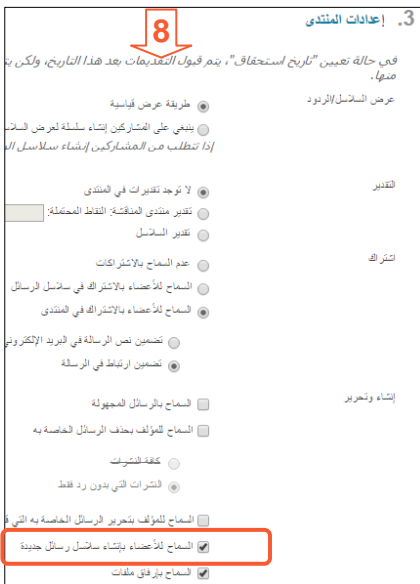 3. إعدادات المنتدى
8
في حالة تعيين "تاريخ استحقاق"، يتم قبول التقديمات بعد هذا التاريخ، ولكن
منها.
عرض السلاسل/الردود
طريقة عرض قياسية
ينبغي على المشاركين إنشاء سلسلة لعرض
إذا تتطلب من المشاركين إنشاء سلاسل
التقدير
لا توجد تقديرات في المنتدى
تقدير منتدى المناقشة: النقاط المحتملة:
تقدير السلاسل
اشتراك
عدم السماح بالاشتراكات
السماح للأعضاء بالاشتراك في سلاسل الرسائل
السماح للأعضاء بالاشتراك في المنتدى
تضمين نص الرسالة في البريد
تضمين ارتباط في الرسالة
إنشاء وتحرير
السماح بالرسائل المجهولة
السماح للمؤلف بحذف الرسائل الخاصة به
كافة النشرات
النشرات التي بدون رد فقط
السماح للمؤلف بتحرير الرسائل الخاصة به التي
السماح للأعضاء بإنشاء سلاسل رسائل جديدة
السماح بإرفاق ملفات